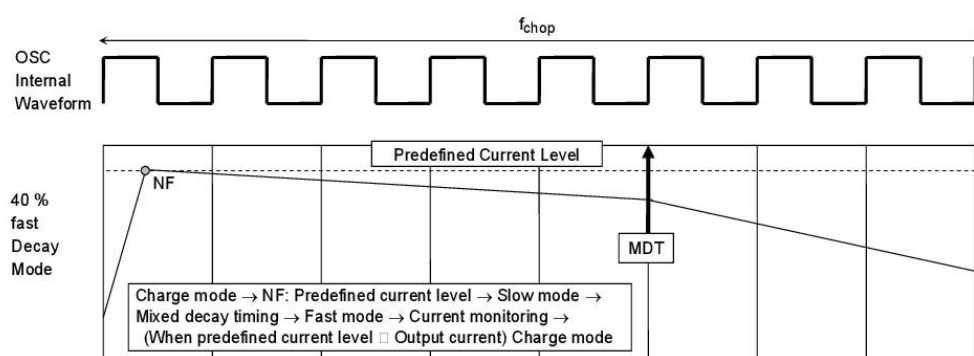 fchop
OSC
Internal
Waveform
Predefined Current Level
NF
40 %
fast
Decay
Mode
MDT
Charge mode → NF: Predefined current level → Slow mode →
Mixed decay timing → Fast mode → Current monitoring →
(When predefined current level □ Output current) Charge mode